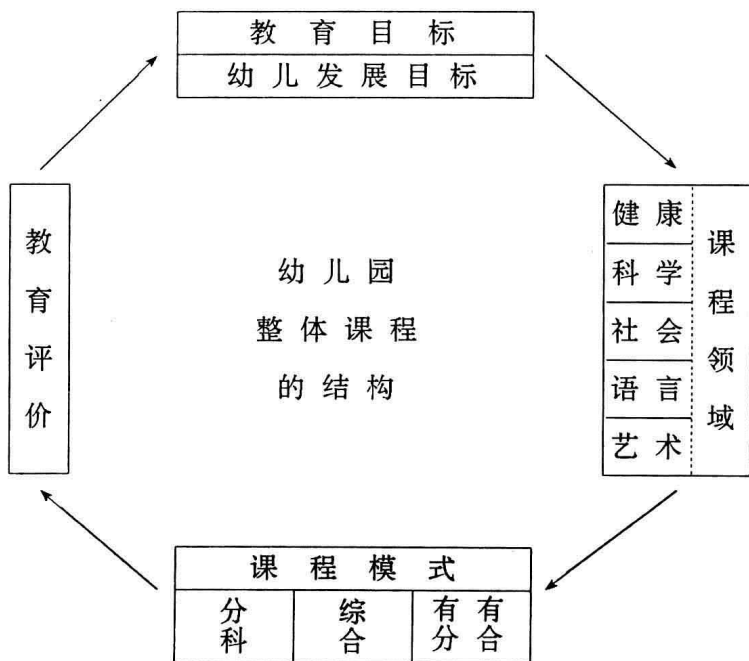 教育目标
幼儿发展目标
健康
科学
社会
语言
艺术
课程领域
教育评价
幼儿园
整体课程
的结构
课程模式
分科
综合
有分有合